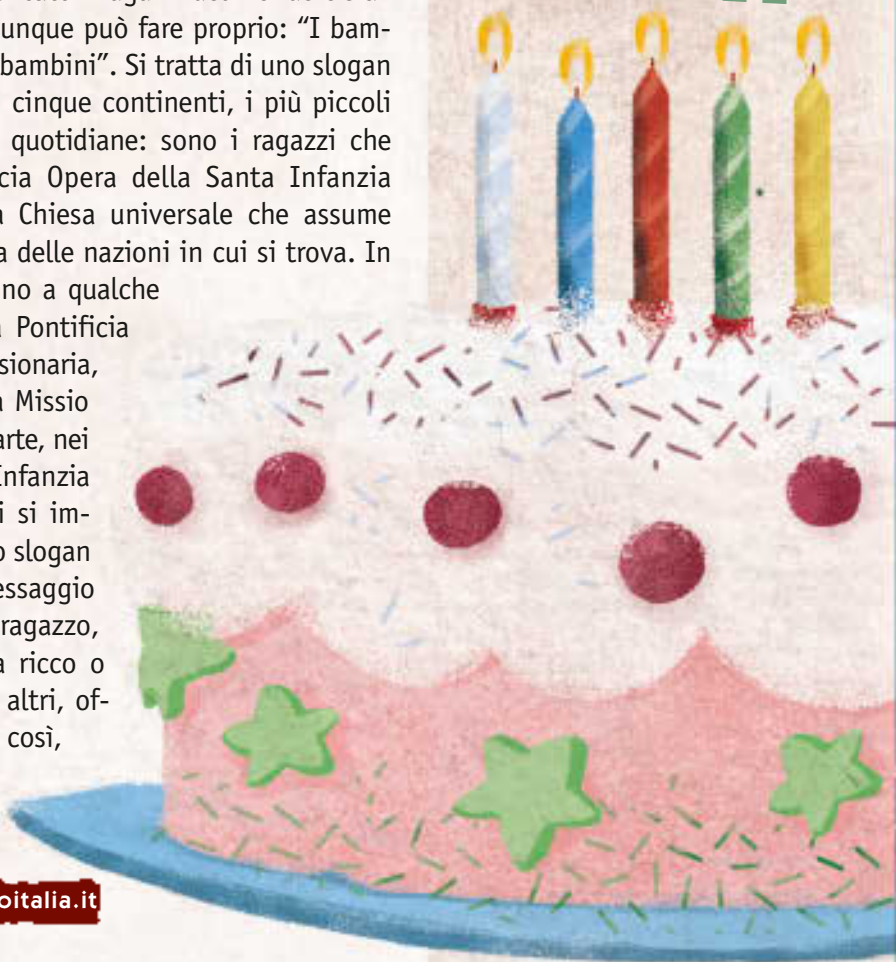 unque può fare proprio: “I bam-
bambini”. Si tratta di uno slogan
cinque continenti, i più piccoli
quotidiane: sono i ragazzi che
cia Opera della Santa Infanzia
a Chiesa universale che assume
a delle nazioni in cui si trova. In
no a qualche
a Pontificia
sionaria,
a Missio
arte, nei
Infanzia
i si im-
o slogan
essaggio
ragazzo,
a ricco o
altri, of-
così,
oitalia.it